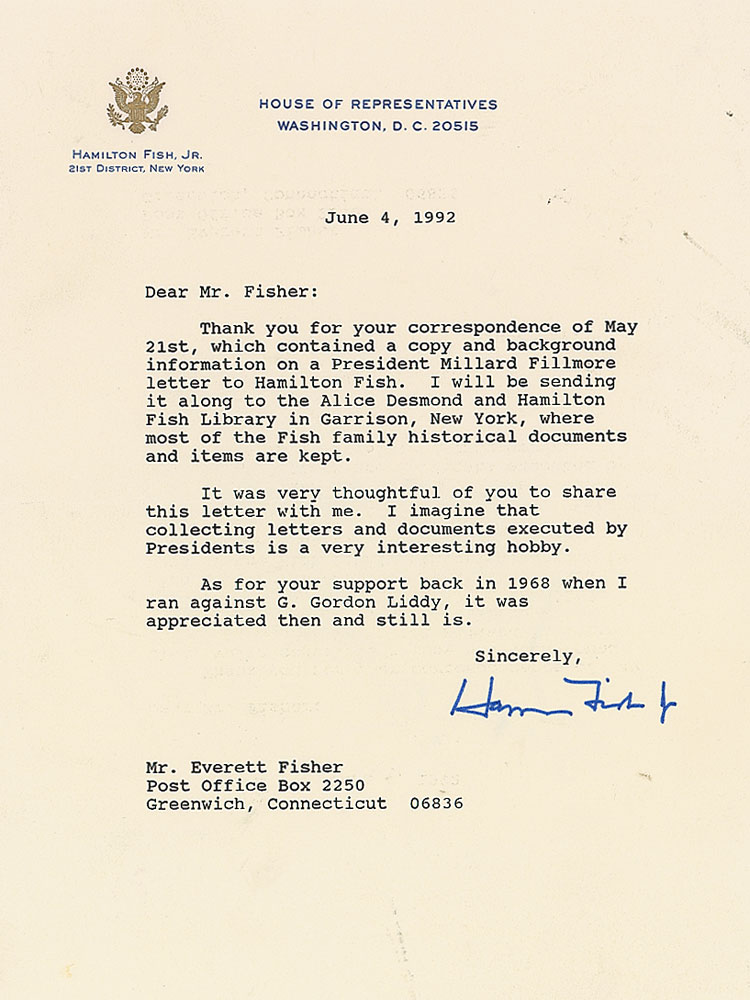 HOUSE OF REPRESENTATIVES
WASHINGTON, D. C. 20515
HAMILTON FISH, JR.
21ST DISTRICT, NEW YORK
June 4, 1992
Dear Mr. Fisher:
Thank you for your correspondence of May
21st, which contained a copy and background
information on a President Millard Fillmore
letter to Hamilton Fish. I will be sending
it along to the Alice Desmond and Hamilton
Fish Library in Garrison, New York, where
most of the Fish family historical documents
and items are kept.
It was very thoughtful of you to share
this letter with me. I imagine that
collecting letters and documents executed by
Presidents is a very interesting hobby.
As for your support back in 1968 when I
ran against G. Gordon Liddy, it was
appreciated then and still is.
Sincerely,
Ham Fish Jr
Mr. Everett Fisher
Post Office Box 2250
Greenwich, Connecticut 06836